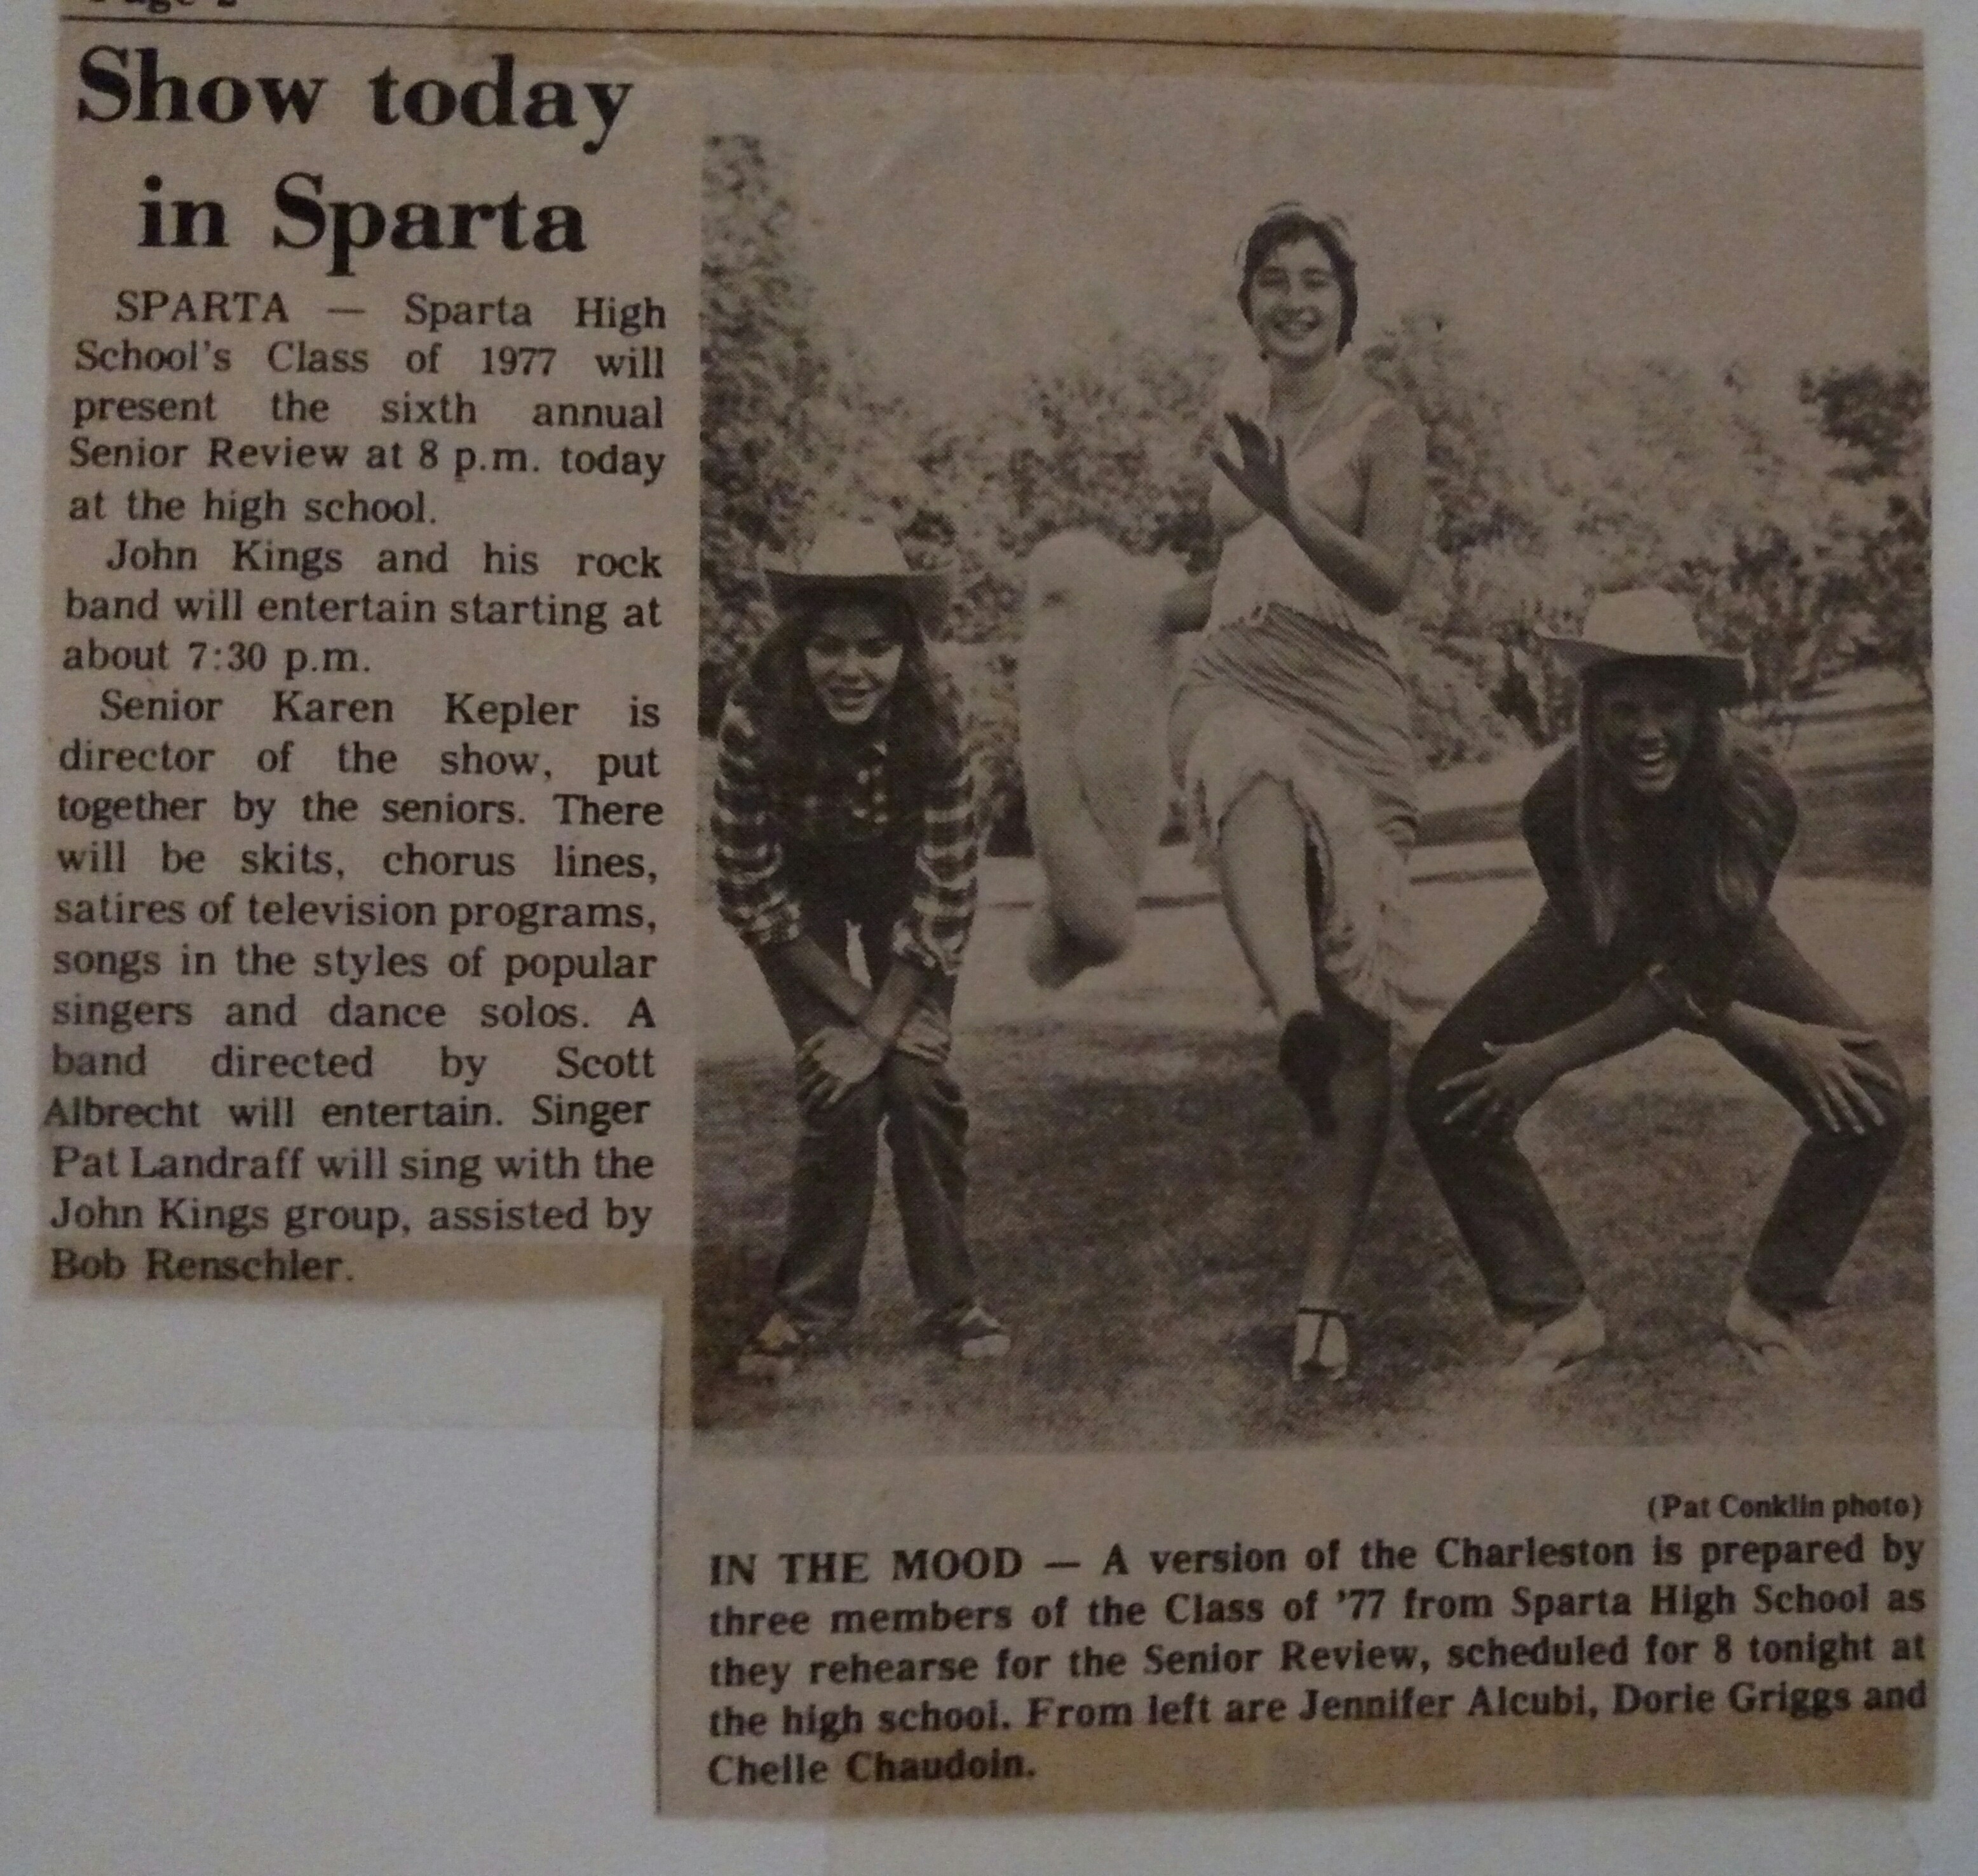 Page 2
Show today
in Sparta
SPARTA — Sparta High
School's Class of 1977 will
present the sixth annual
Senior Review at 8 p.m. today
at the high school.
John Kings and his rock
band will entertain starting at
about 7:30 p.m.
Senior Karen Kepler is
director of the show, put
together by the seniors. There
will be skits, chorus lines,
satires of television programs,
songs in the styles of popular
singers and dance solos. A
band directed by Scott
Albrecht will entertain. Singer
Pat Landraff will sing with the
John Kings group, assisted by
Bob Renschler.
(Pat Conklin photo)
IN THE MOOD — A version of the Charleston is prepared by
three members of the Class of '77 from Sparta High School as
they rehearse for the Senior Review, scheduled for 8 tonight at
the high school. From left are Jennifer Alcubi, Dorie Griggs and
Chelle Chaudoin.